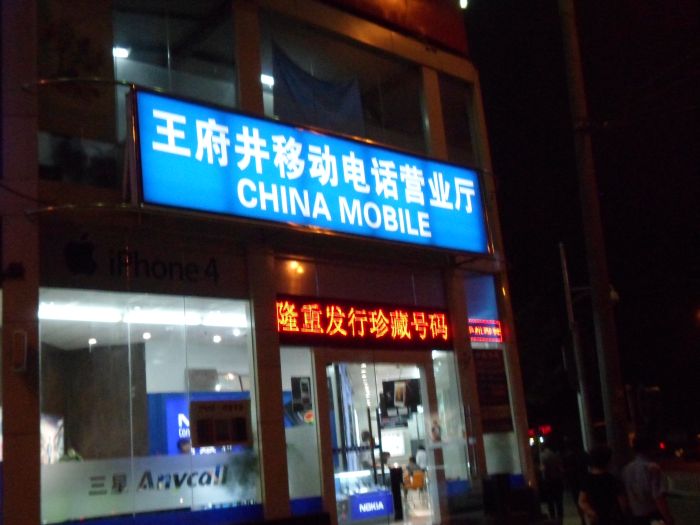 王府井移动电话营业厅
CHINA MOBILE
iPhone 4
隆重发行珍藏号码
三星 Anycall
NOKIA